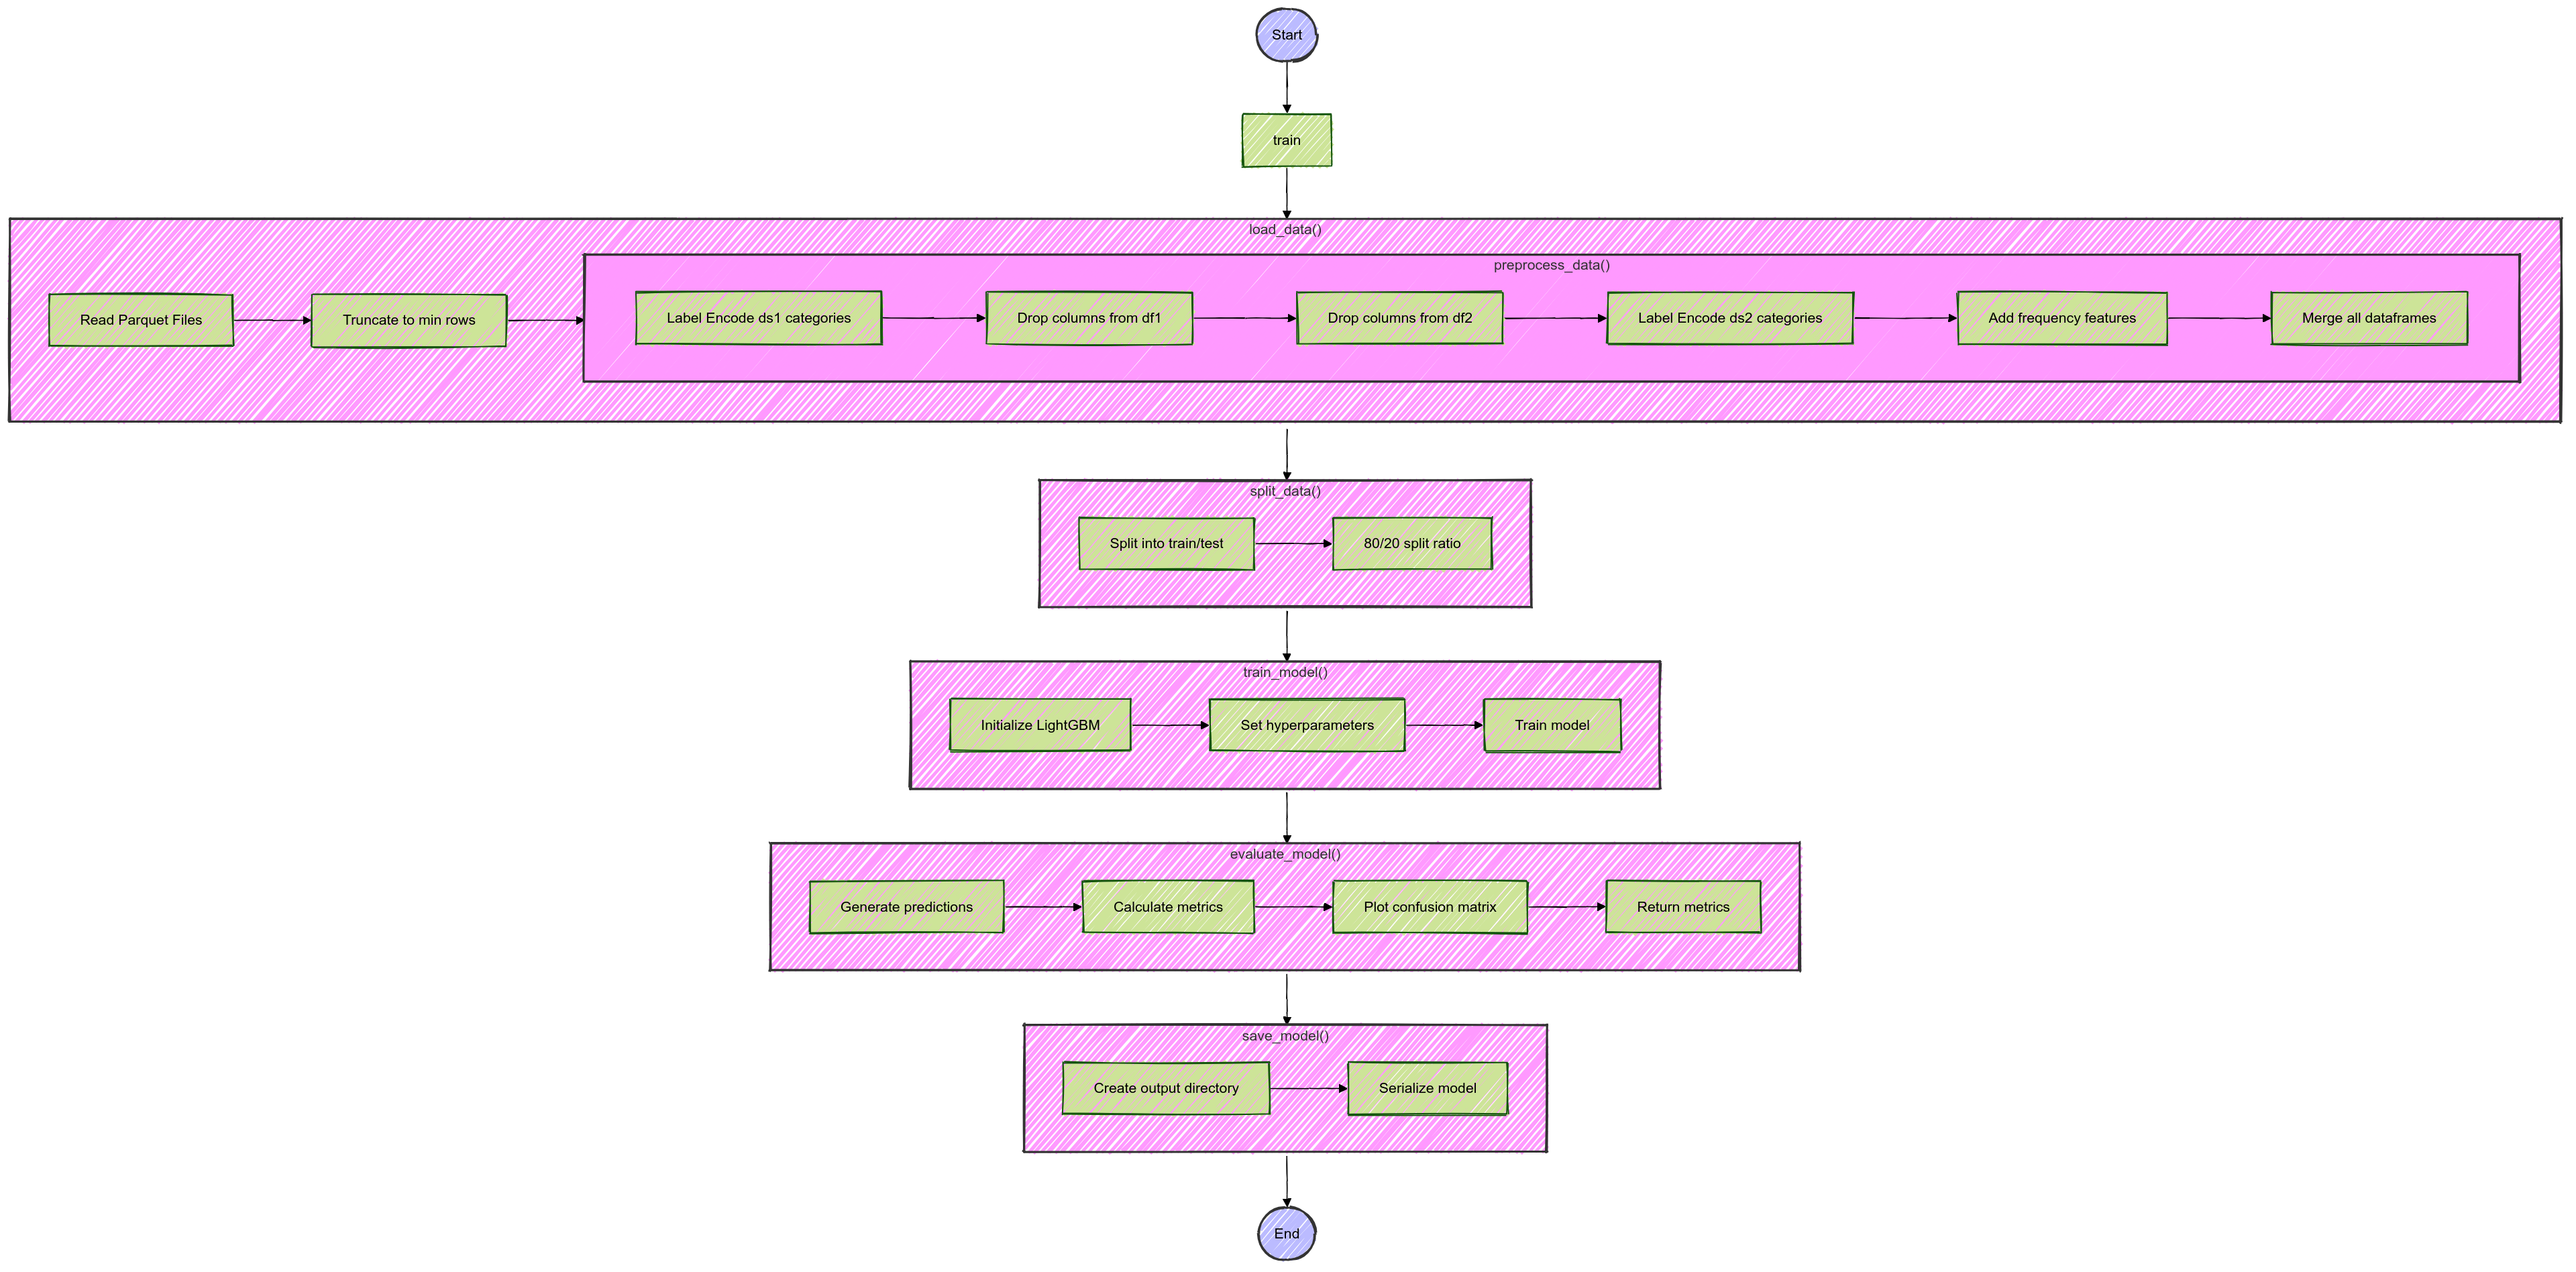 Start
train
load_data()
preprocess_data()
Read Parquet Files
Truncate to min rows
Label Encode ds1 categories
Drop columns from df1
Drop columns from df2
Label Encode ds2 categories
Add frequency features
Merge all dataframes
split_data()
Split into train/test
80/20 split ratio
train_model()
Initialize LightGBM
Set hyperparameters
Train model
evaluate_model()
Generate predictions
Calculate metrics
Plot confusion matrix
Return metrics
save_model()
Create output directory
Serialize model
End